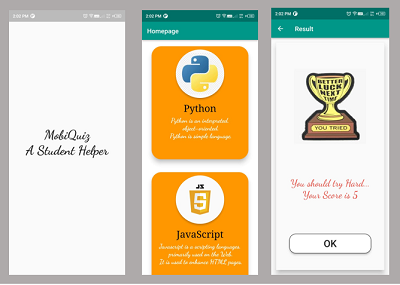 2:02 PM
MobiQuiz
A Student Helper
2:02 PM
Homepage
Python
Python is an interpreted
object-oriented
Python is simple language.
JS
5
JavaScript
Javascript is a scripting languages
primarily used on the Web.
It is used to enhance HTML pages
2:02 PM
Result
BETTER
LUCK
NEXT
TIME
YOU TRIED
You should try Hard...
Your Score is 5
OK